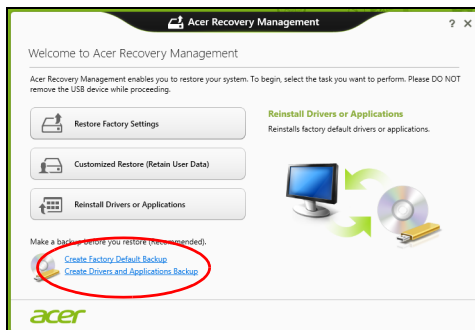 Acer Recovery Management
? X
Welcome to Acer Recovery Management
Acer Recovery Management enables you to restore your system. To begin, select the task you want to perform. Please DO NOT
remove the USB device while proceeding.
Restore Factory Settings
Customized Restore (Retain User Data)
Reinstall Drivers or Applications
Reinstall Drivers or Applications
Reinstalls factory default drivers or applications.
Make a backup before you restore (Recommended).
Create Factory Default Backup
Create Drivers and Applications Backup
acer